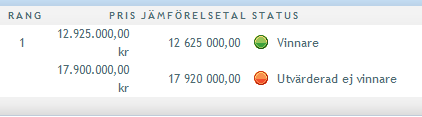 RANG PRIS JÄMFÖRELSETAL STATUS
1 12.925.000,00 kr 12 625 000,00 Vinnare
17.900.000,00 kr 17 920 000,00 Utvärderad ej vinnare